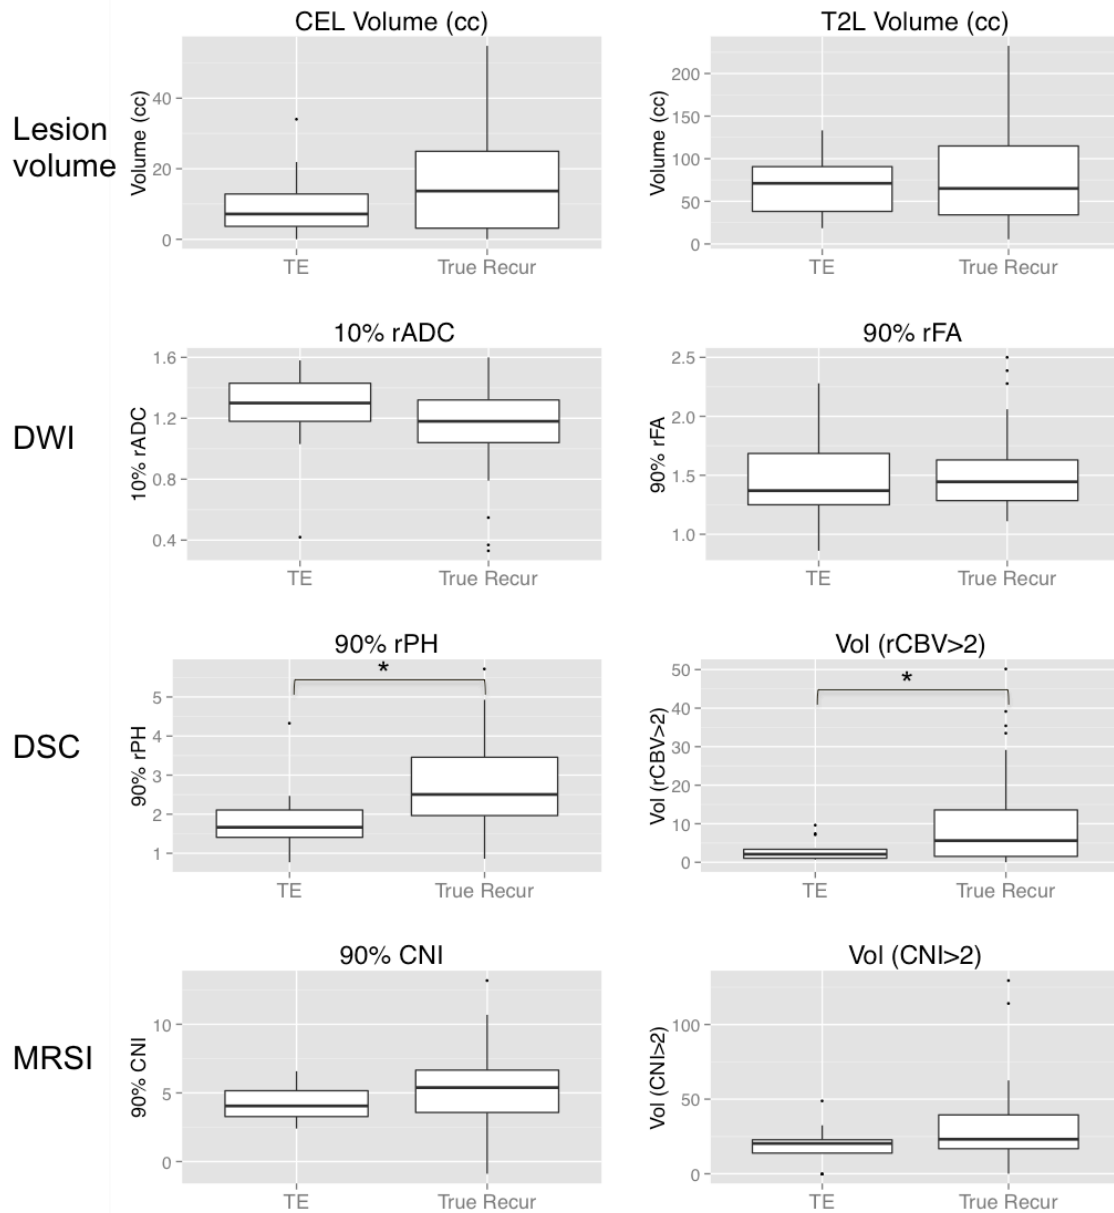 CEL Volume (cc)
T2L Volume (cc)
Lesion
volume
Volume (cc)
40
20
0
TE
True Recur
Volume (cc)
200
150
100
50
0
TE
True Recur
10% rADC
90% rFA
DWI
10% rADC
1.6
1.2
0.8
0.4
TE
True Recur
90% rFA
2.5
2.0
1.5
1.0
TE
True Recur
90% rPH
Vol (rCBV>2)
DSC
90% rPH
5
4
3
2
1
*
TE
True Recur
Vol (rCBV>2)
50
40
30
20
10
0
*
TE
True Recur
90% CNI
Vol (CNI>2)
MRSI
90% CNI
10
5
0
TE
True Recur
Vol (CNI>2)
100
50
0
TE
True Recur